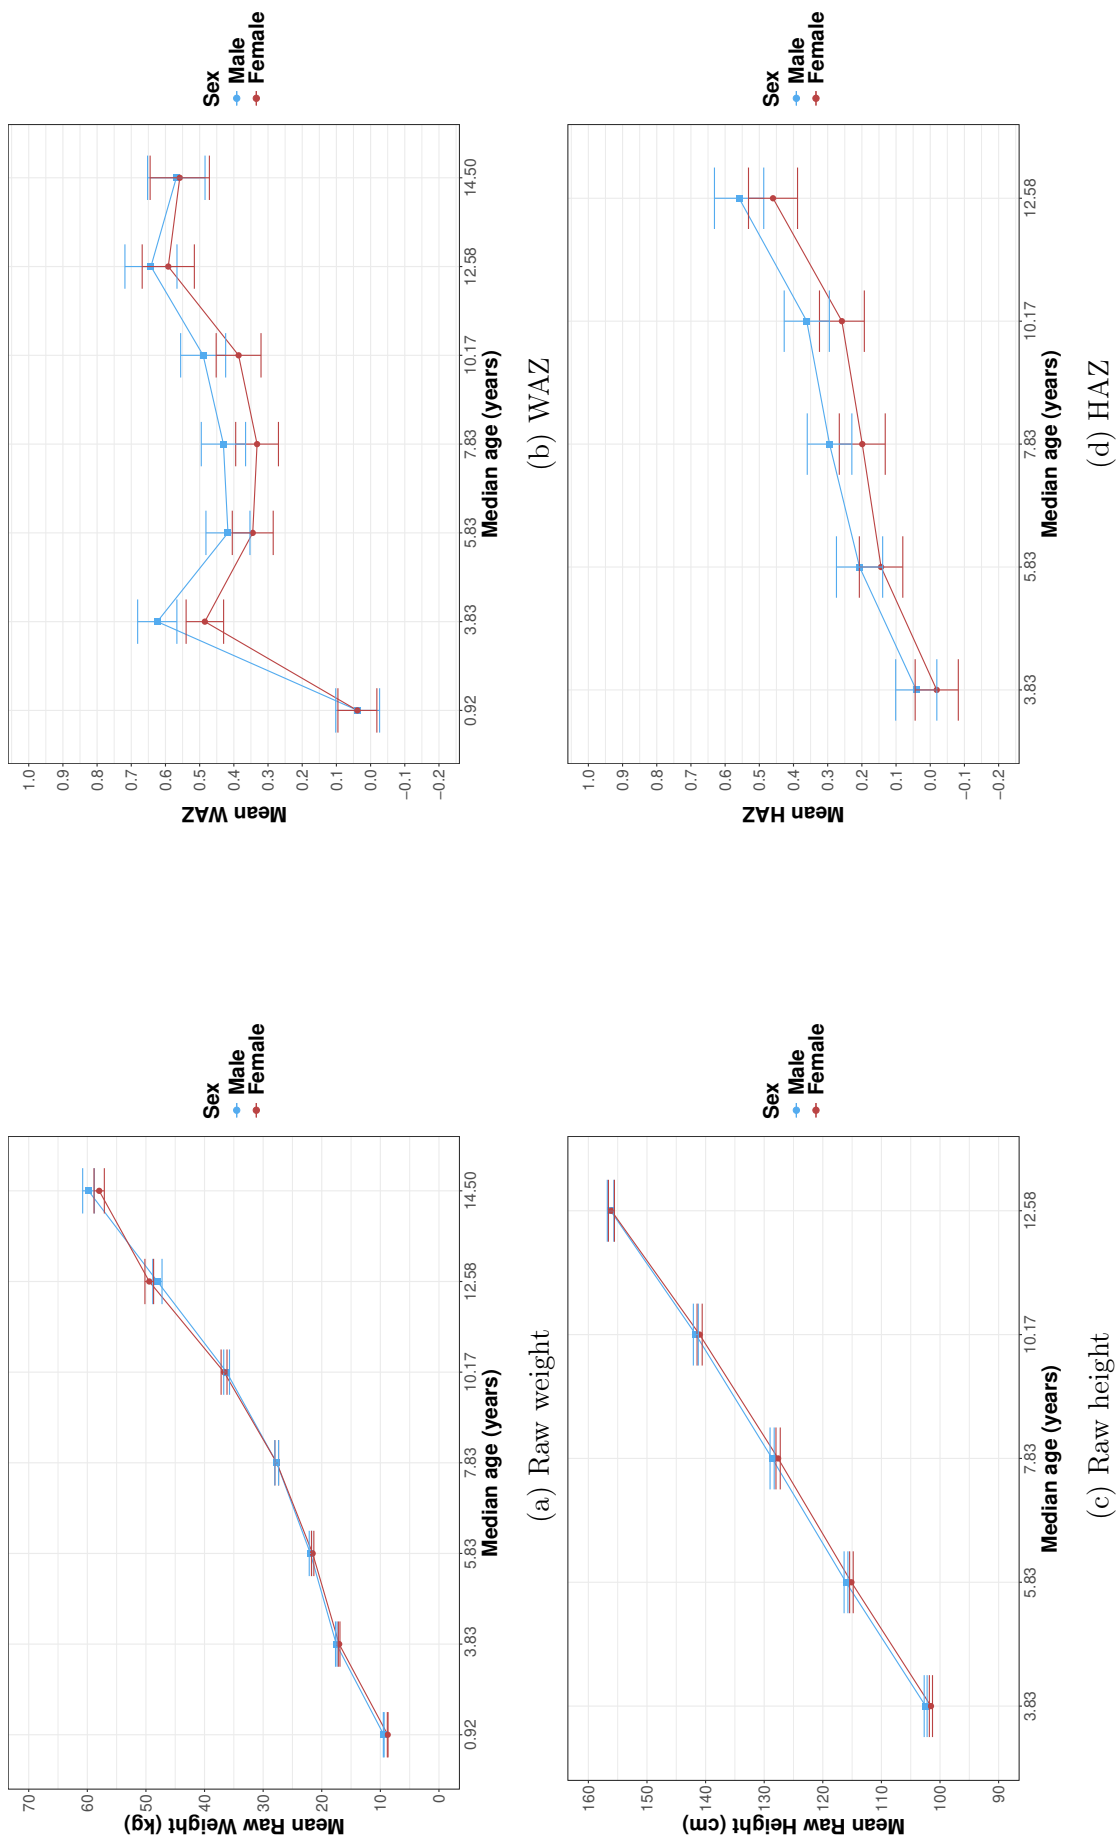 70
60
50
40
30
20
10
0
Mean Raw Weight (kg)
0.92 3.83 5.83 7.83 10.17 12.58 14.50
Median age (years)
Sex
Male
Female
(a) Raw weight
1.0
0.9
0.8
0.7
0.6
0.5
0.4
0.3
0.2
0.1
0.0
−0.1
−0.2
Mean WAZ
0.92 3.83 5.83 7.83 10.17 12.58 14.50
Median age (years)
Sex
Male
Female
(b) WAZ
160
150
140
130
120
110
100
90
Mean Raw Height (cm)
3.83 5.83 7.83 10.17 12.58
Median age (years)
Sex
Male
Female
(c) Raw height
1.0
0.9
0.8
0.7
0.6
0.5
0.4
0.3
0.2
0.1
0.0
−0.1
−0.2
Mean HAZ
3.83 5.83 7.83 10.17 12.58
Median age (years)
Sex
Male
Female
(d) HAZ